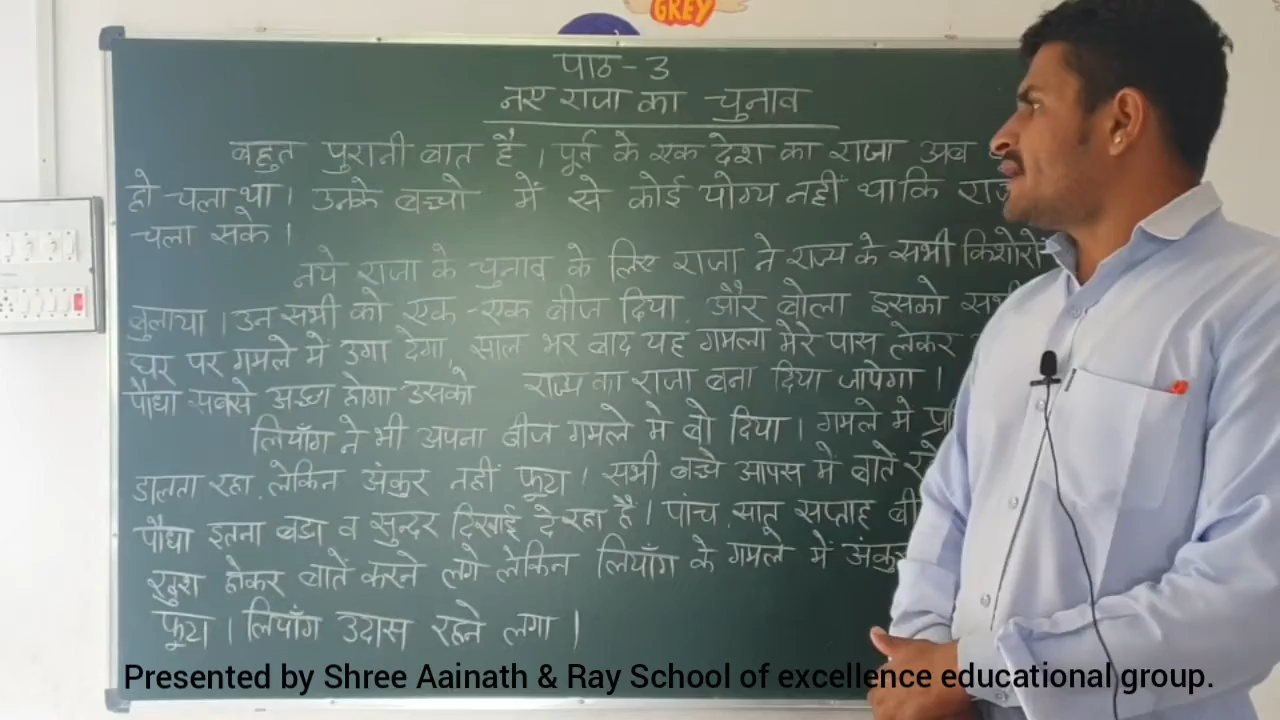 GREY
पाठ - 3
नए राजा का चुनाव
बहुत पुरानी बात है । पूर्व के एक देश का राजा अब
हो चला था । उनके बच्चो में से कोई योग्य नहीं था कि
चला सके ।
नये राजा के चुनाव के लिए राजा ने राज्य के सभी किशोरों
बुलाया । उन सभी को एक - एक बीज दिया और बोला इसको
घर पर गमले में उगा देगा, साल भर बाद यह गमला मेरे पास लेकर
पौधा सबसे अच्छा होगा उसको राज्य का राजा बना दिया जायेगा ।
लियाँग ने भी अपना बीज गमले मे बो दिया । गमले मे
डालता रहा, लेकिन अंकुर नहीं फूटा । सभी बच्चे आपस में बातें
पौधा इतना बडा व सुन्दर दिखाई दे रहा है । पांच, सात सप्ताह
खुश होकर बातें करने लगे लेकिन लियाँग के गमले में
फूटा । लियाँग उदास रहने लगा ।
Presented by Shree Aainath & Ray School of excellence educational group.